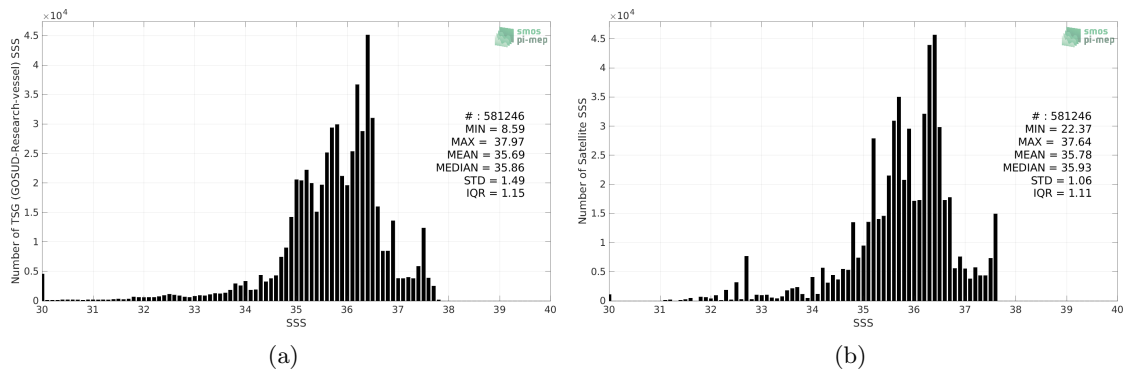 ×10⁴
4.5
4
3.5
3
2.5
2
1.5
1
0.5
0
Number of TSG (GOSUD-Research-vessel) SSS
smos
pi-mep
# : 581246
MIN = 8.59
MAX = 37.97
MEAN = 35.69
MEDIAN = 35.86
STD = 1.49
IQR = 1.15
30 31 32 33 34 35 36 37 38 39 40
SSS
(a)
×10⁴
4.5
4
3.5
3
2.5
2
1.5
1
0.5
0
Number of Satellite SSS
smos
pi-mep
# : 581246
MIN = 22.37
MAX = 37.64
MEAN = 35.78
MEDIAN = 35.93
STD = 1.06
IQR = 1.11
30 31 32 33 34 35 36 37 38 39 40
SSS
(b)